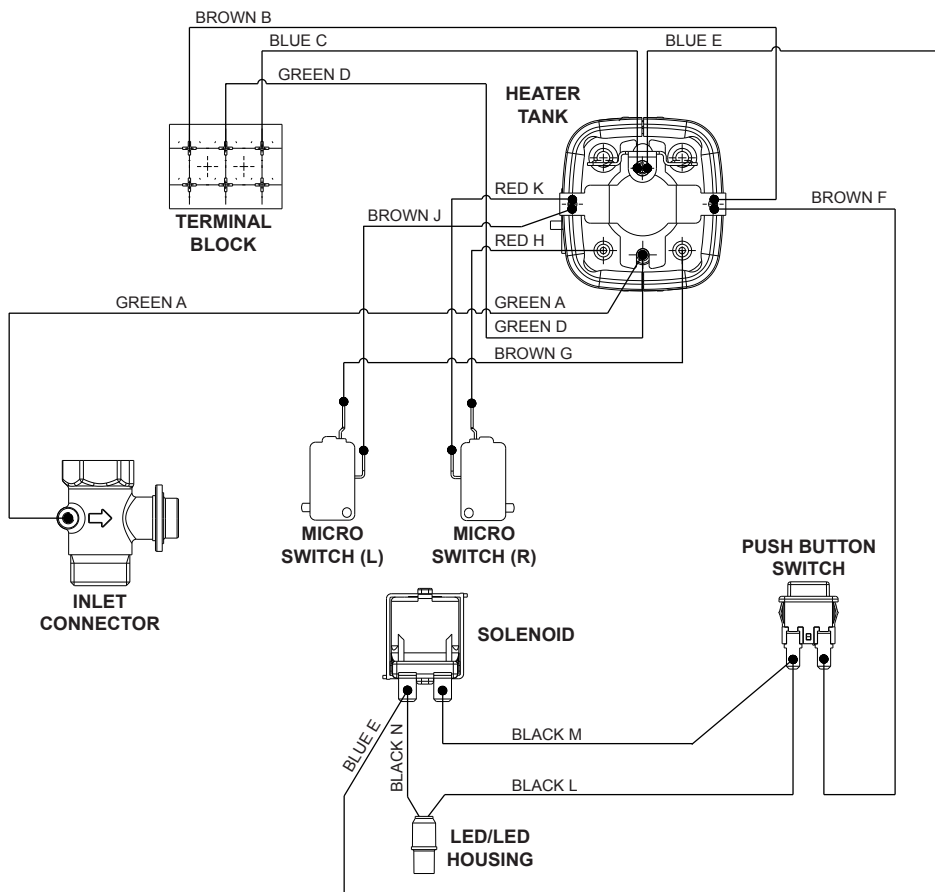 BROWN B
BLUE C
BLUE E
GREEN D
HEATER
TANK
RED K
BROWN F
BROWN J
TERMINAL
BLOCK
RED H
GREEN A
GREEN A
GREEN D
BROWN G
MICRO
SWITCH (L)
MICRO
SWITCH (R)
PUSH BUTTON
SWITCH
INLET
CONNECTOR
SOLENOID
BLUE E
BLACK N
BLACK M
BLACK L
LED/LED
HOUSING